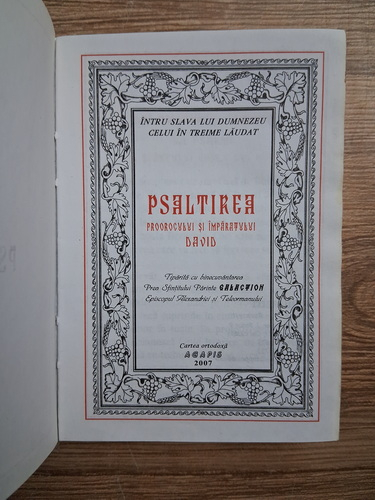 ÎNTRU SLAVA LUI DUMNEZEU
CELUI ÎN TREIME LĂUDAT
PSALTIREA
PROOROCULUI ȘI ÎMPĂRATULUI
DAVID
Tipărită cu binecuvântarea
Prea Sfințitului Părinte GALACTION
Episcopul Alexandriei și Teleormanului
Cartea ortodoxă
AGAPIS
2007